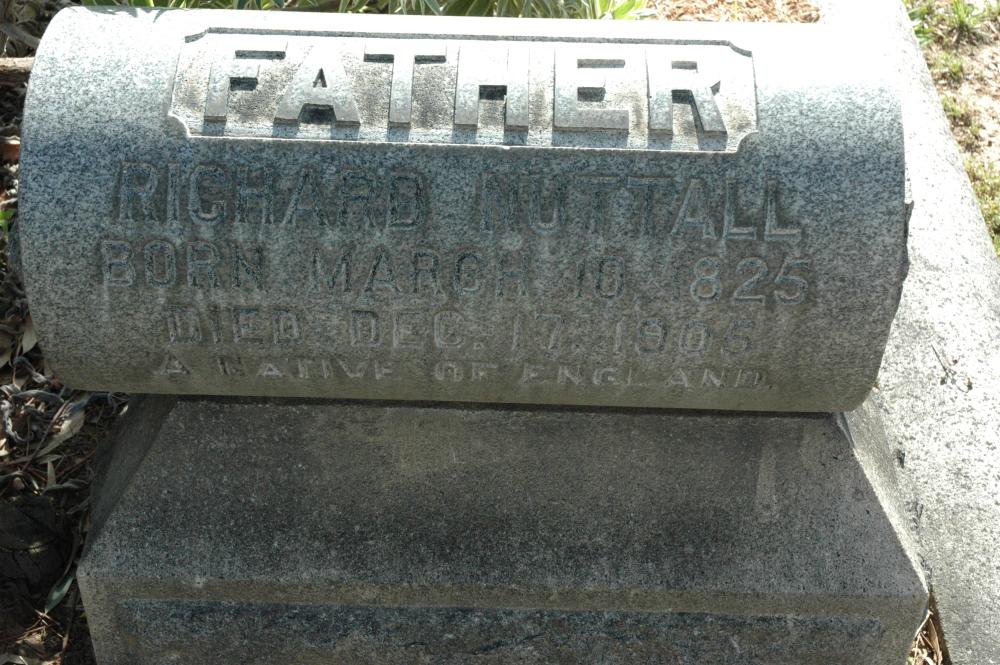 FATHER
RICHARD NUTTALL
BORN MARCH 10, 1825
DIED DEC. 17, 1905
A NATIVE OF ENGLAND.